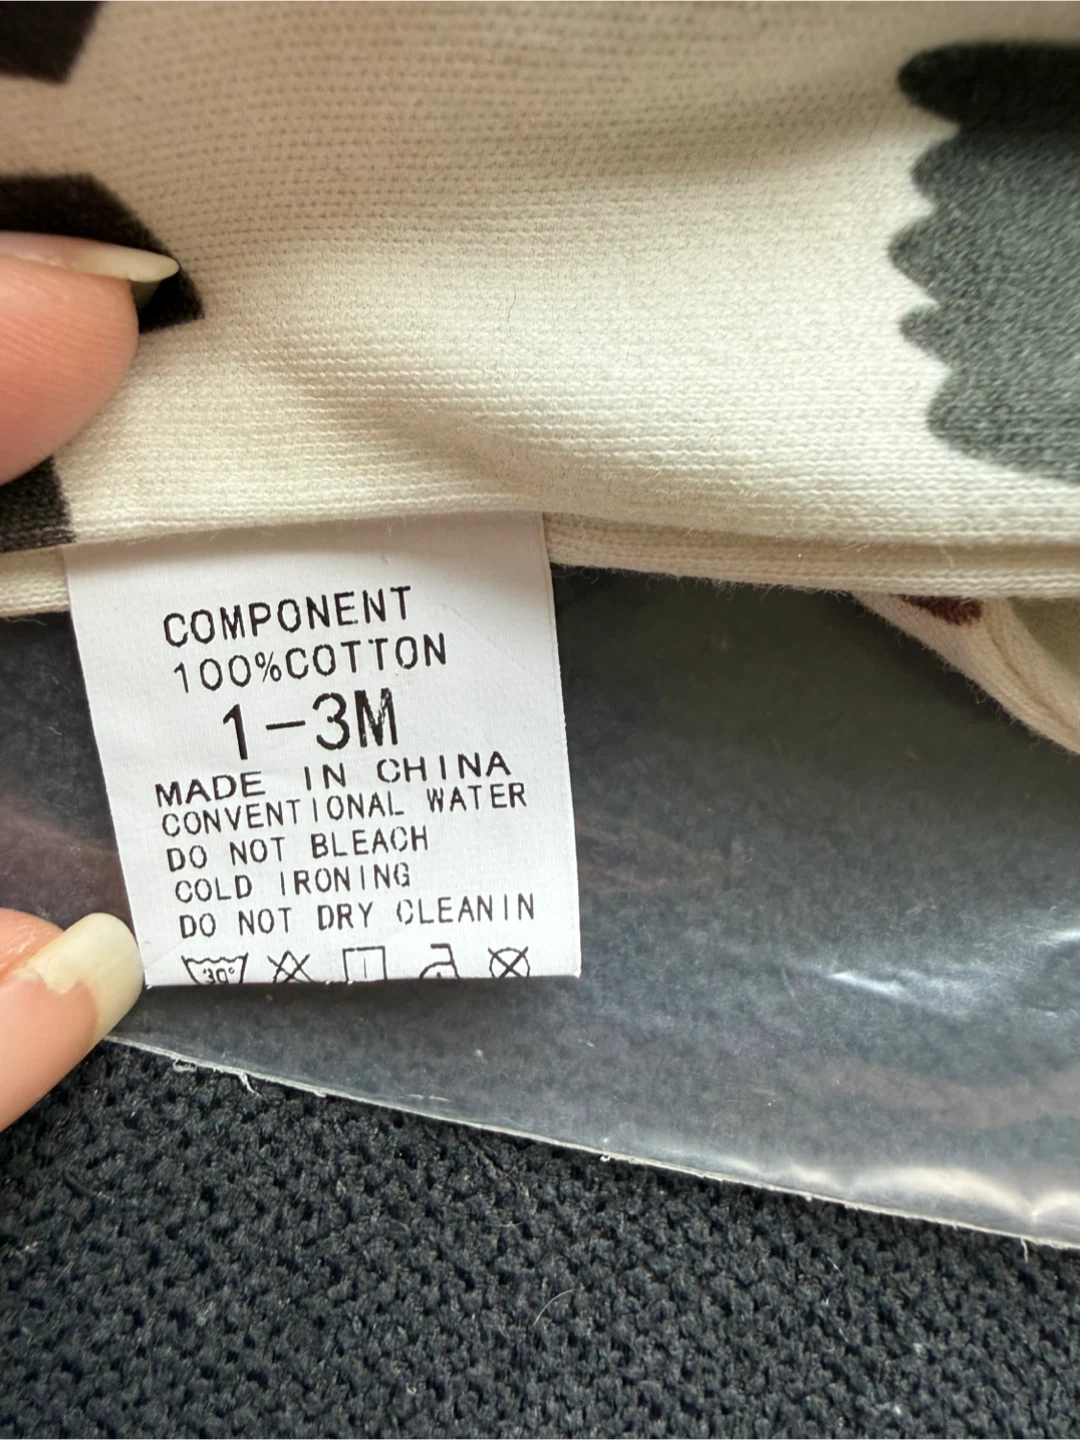 COMPONENT
100%COTTON
1-3M
MADE IN CHINA
CONVENTIONAL WATER
DO NOT BLEACH
COLD IRONING
DO NOT DRY CLEANIN
30°